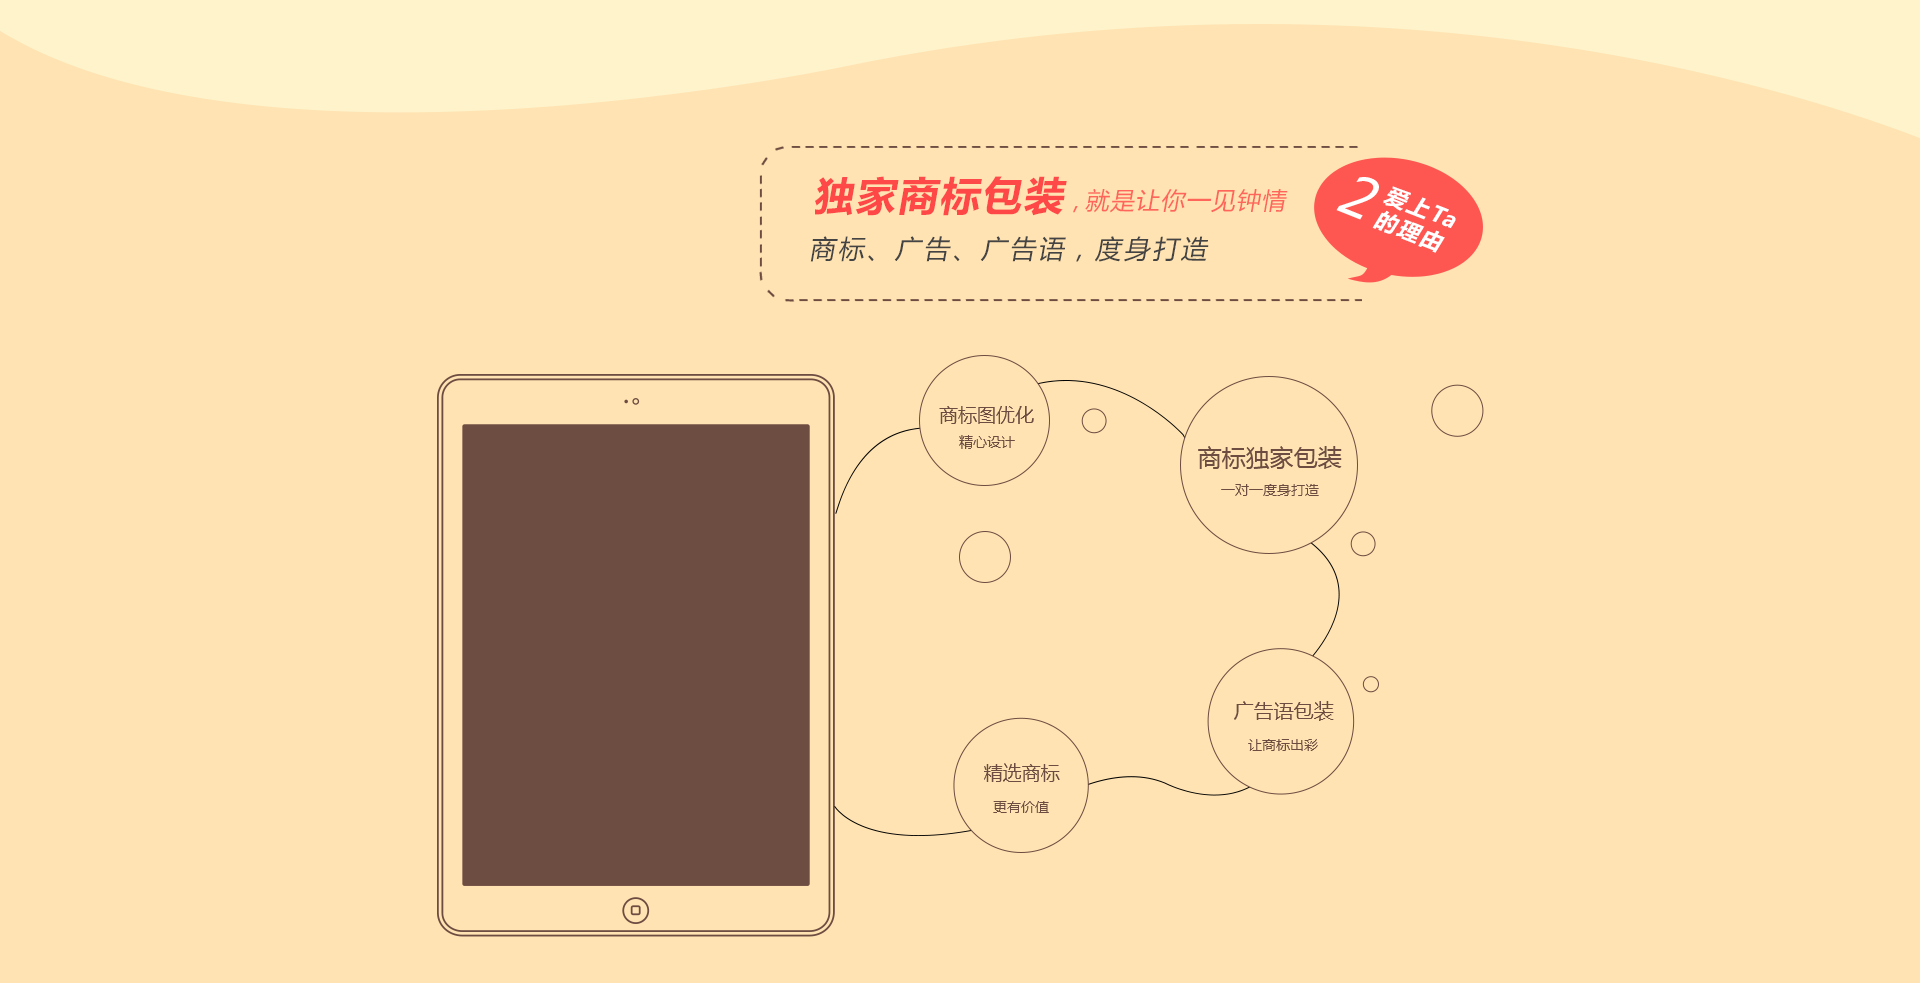 独家商标包装,就是让你一见钟情
商标、广告、广告语,度身打造
2 爱上Ta
的理由
商标图优化
精心设计
商标独家包装
一对一度身打造
广告语包装
让商标出彩
精选商标
更有价值